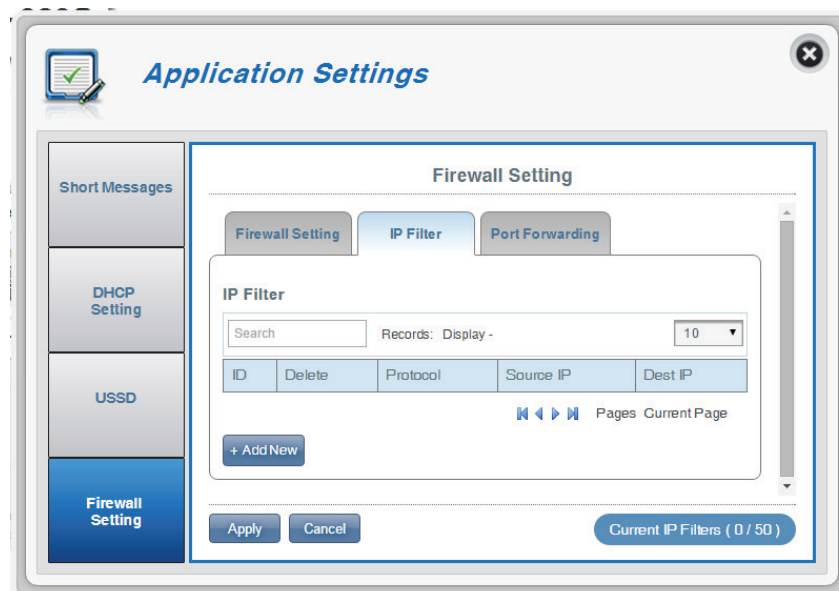 Application Settings
Short Messages
DHCP
Setting
USSD
Firewall
Setting
Firewall Setting
Firewall Setting IP Filter Port Forwarding
IP Filter
Search Records: Display - 10
ID Delete Protocol Source IP Dest IP
Pages Current Page
+ Add New
Apply Cancel Current IP Filters ( 0 / 50 )